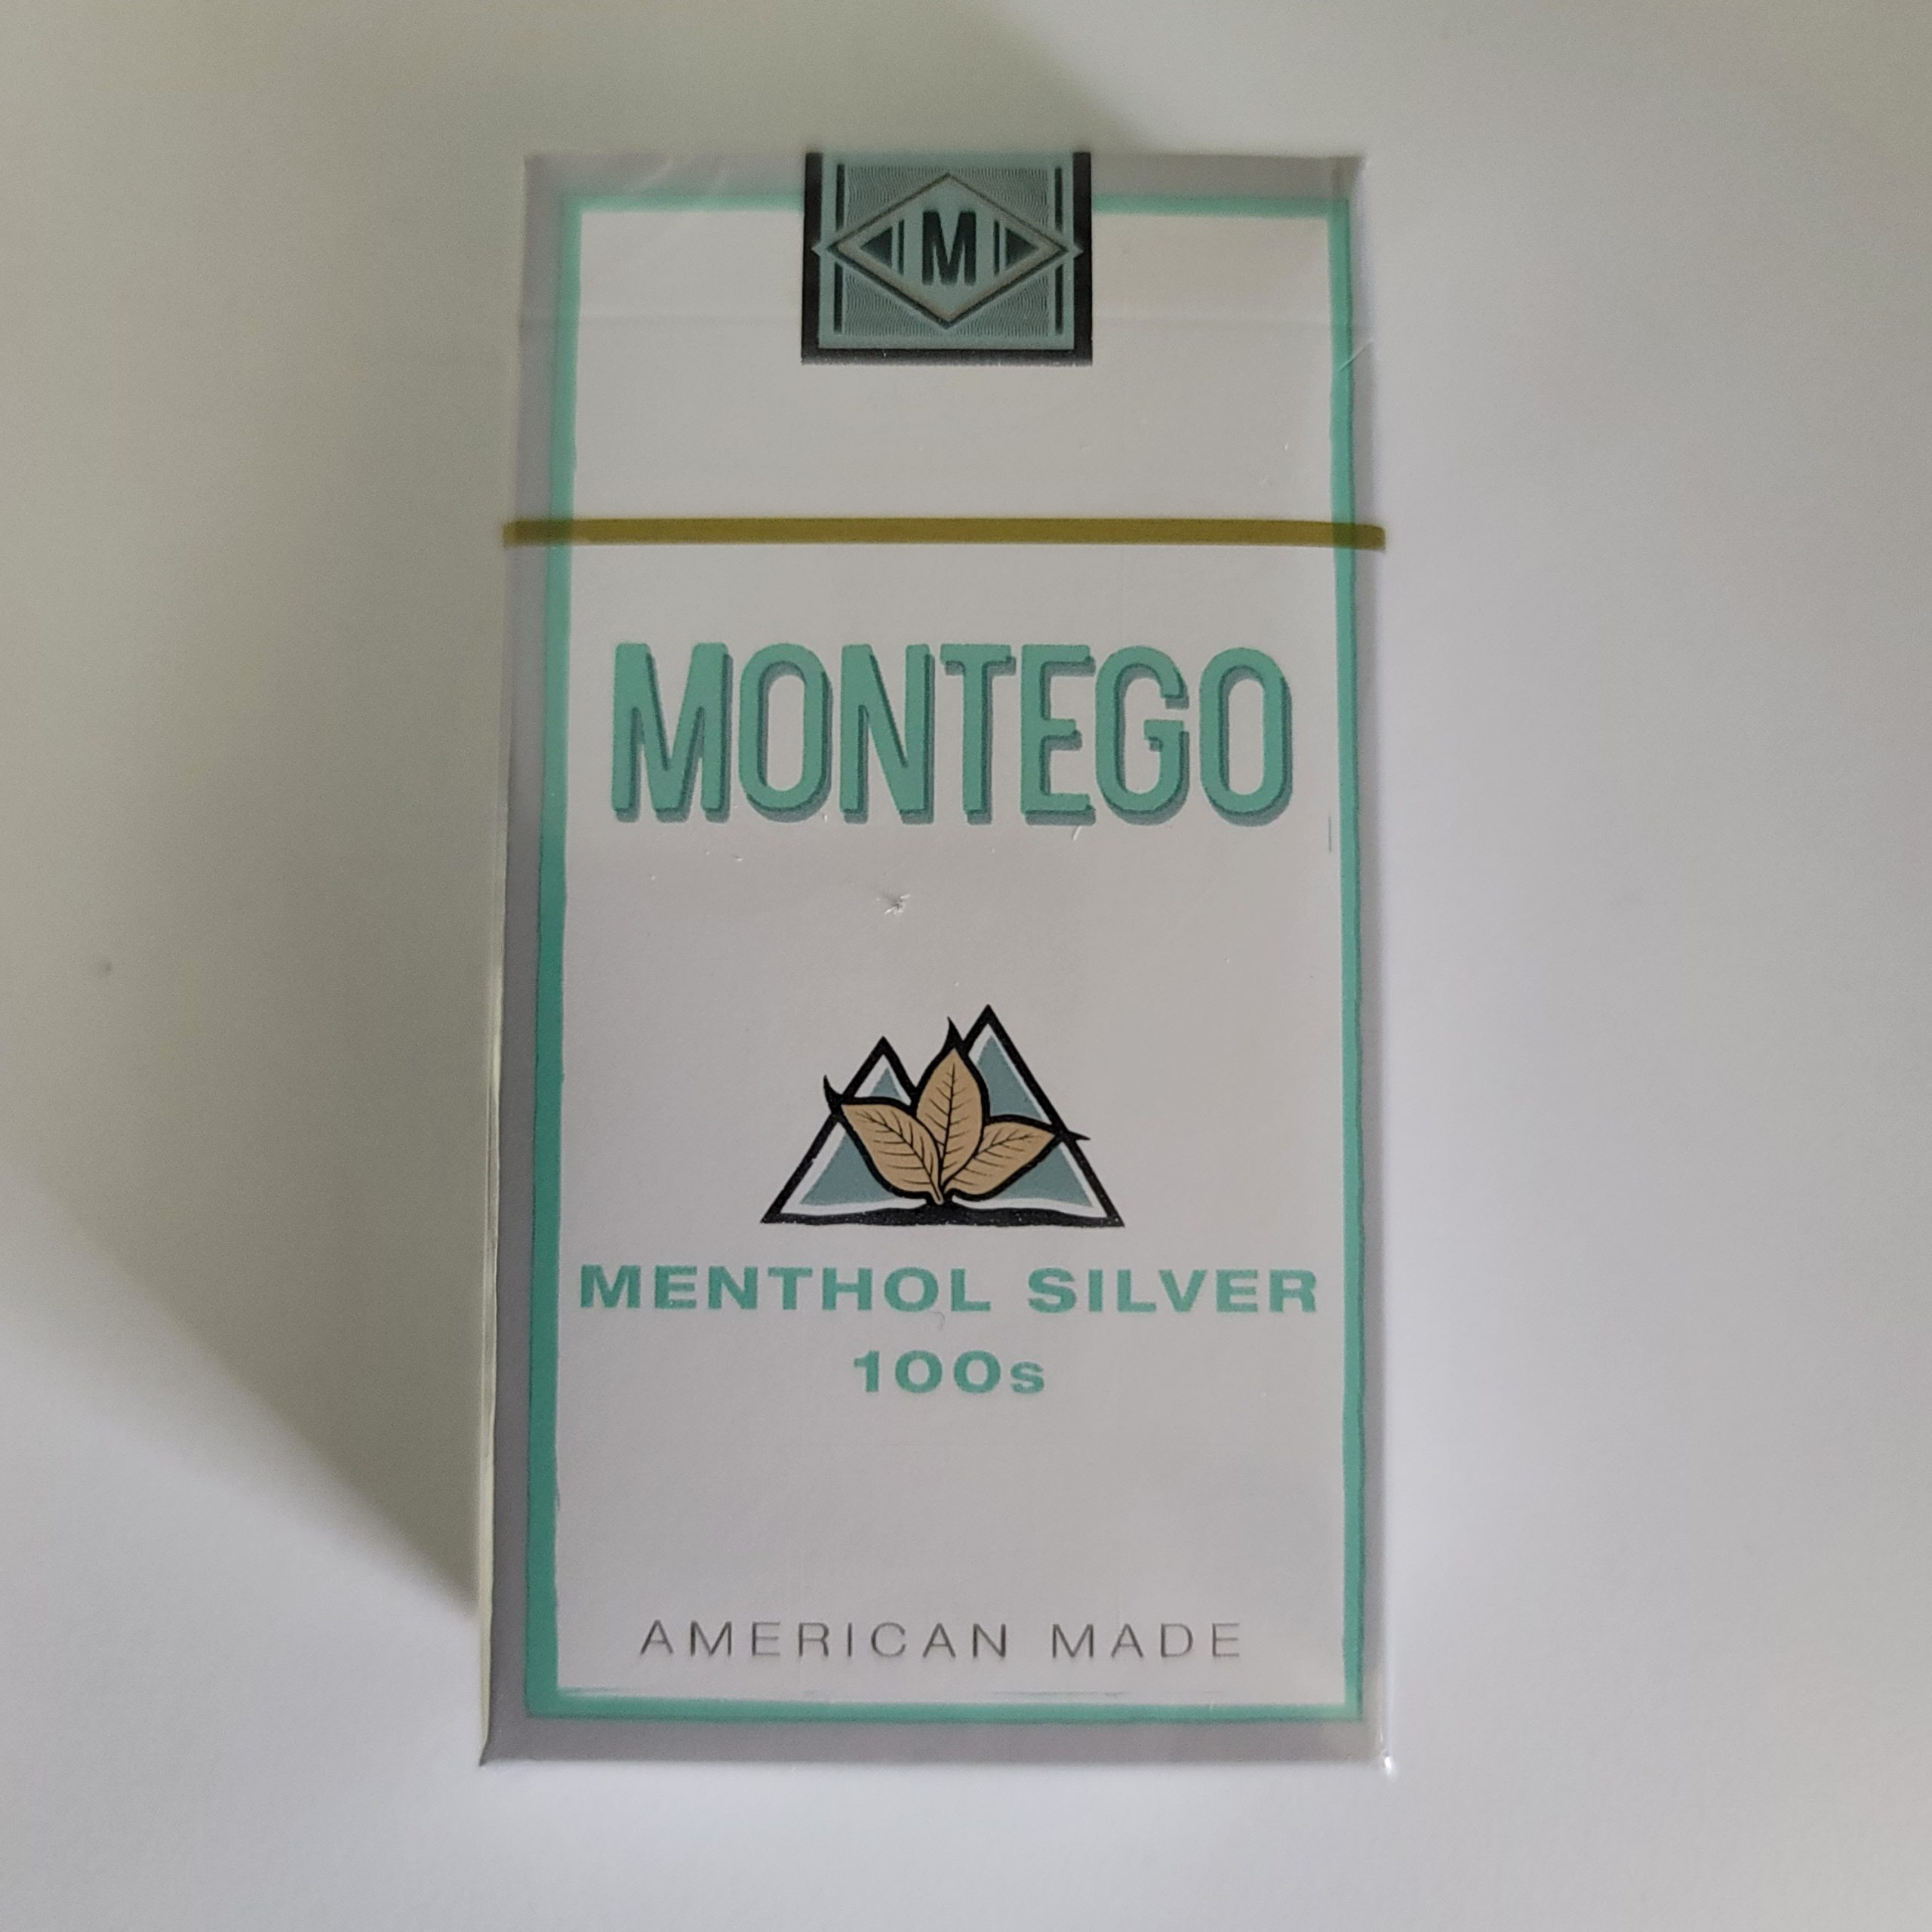 M
MONTEGO
MENTHOL SILVER
100s
AMERICAN MADE